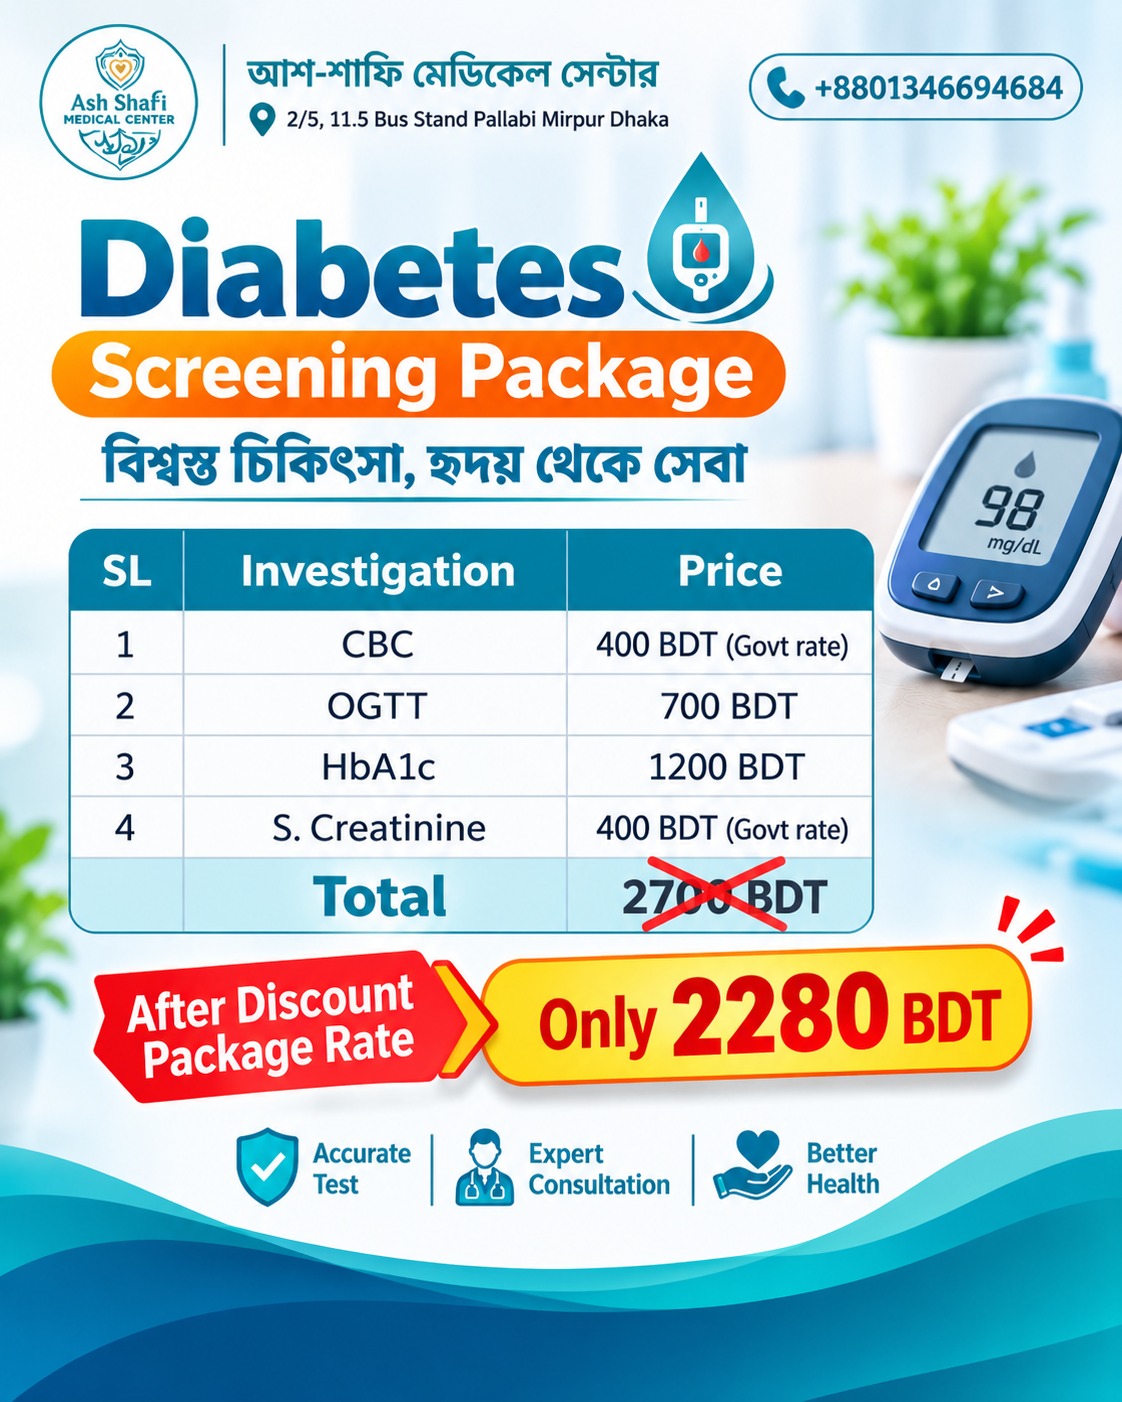 Ash Shafi
MEDICAL CENTER
আশ-শাফি মেডিকেল সেন্টার
2/5, 11.5 Bus Stand Pallabi Mirpur Dhaka
+8801346694684
Diabetes
Screening Package
বিশ্বস্ত চিকিৎসা, হৃদয় থেকে সেবা
SL Investigation Price
1 CBC 400 BDT (Govt rate)
2 OGTT 700 BDT
3 HbA1c 1200 BDT
4 S. Creatinine 400 BDT (Govt rate)
Total 2700 BDT
98
mg/dL
After Discount
Package Rate
Only 2280 BDT
Accurate
Test
Expert
Consultation
Better
Health